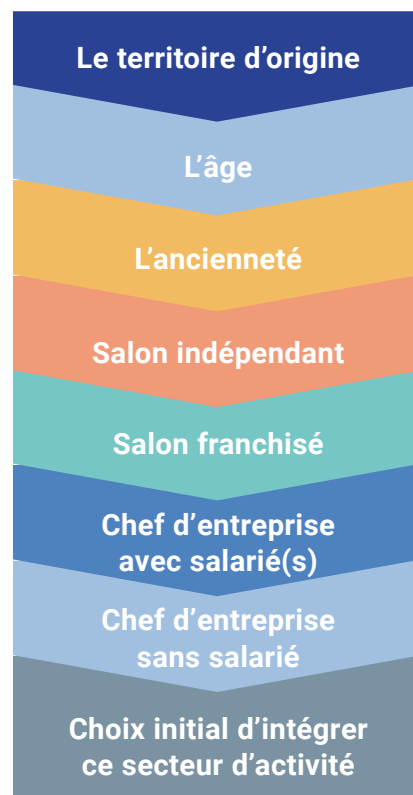 Le territoire d’origine
L’âge
L’ancienneté
Salon indépendant
Salon franchisé
Chef d’entreprise
avec salarié(s)
Chef d’entreprise
sans salarié
Choix initial d’intégrer
ce secteur d’activité